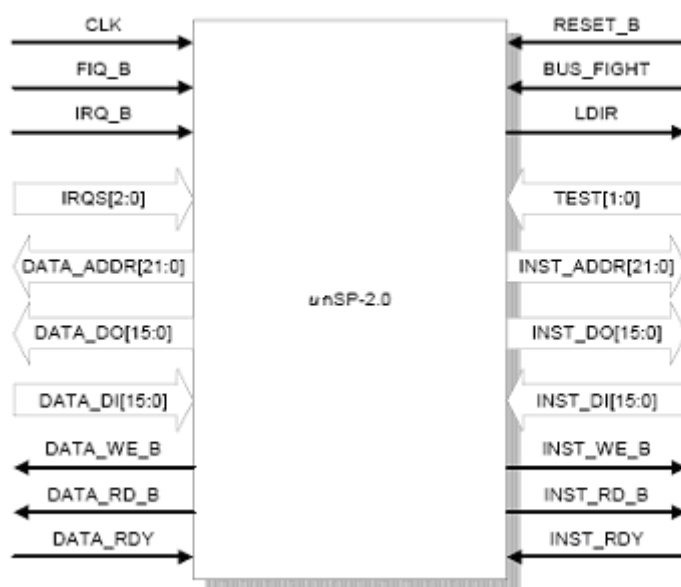 CLK
RESET_B
FIQ_B
BUS_FIGHT
IRQ_B
LDIR
IRQS[2:0]
TEST[1:0]
DATA_ADDR[21:0]
INST_ADDR[21:0]
unSP-2.0
DATA_DO[15:0]
INST_DO[15:0]
DATA_DI[15:0]
INST_DI[15:0]
DATA_WE_B
INST_WE_B
DATA_RD_B
INST_RD_B
DATA_RDY
INST_RDY